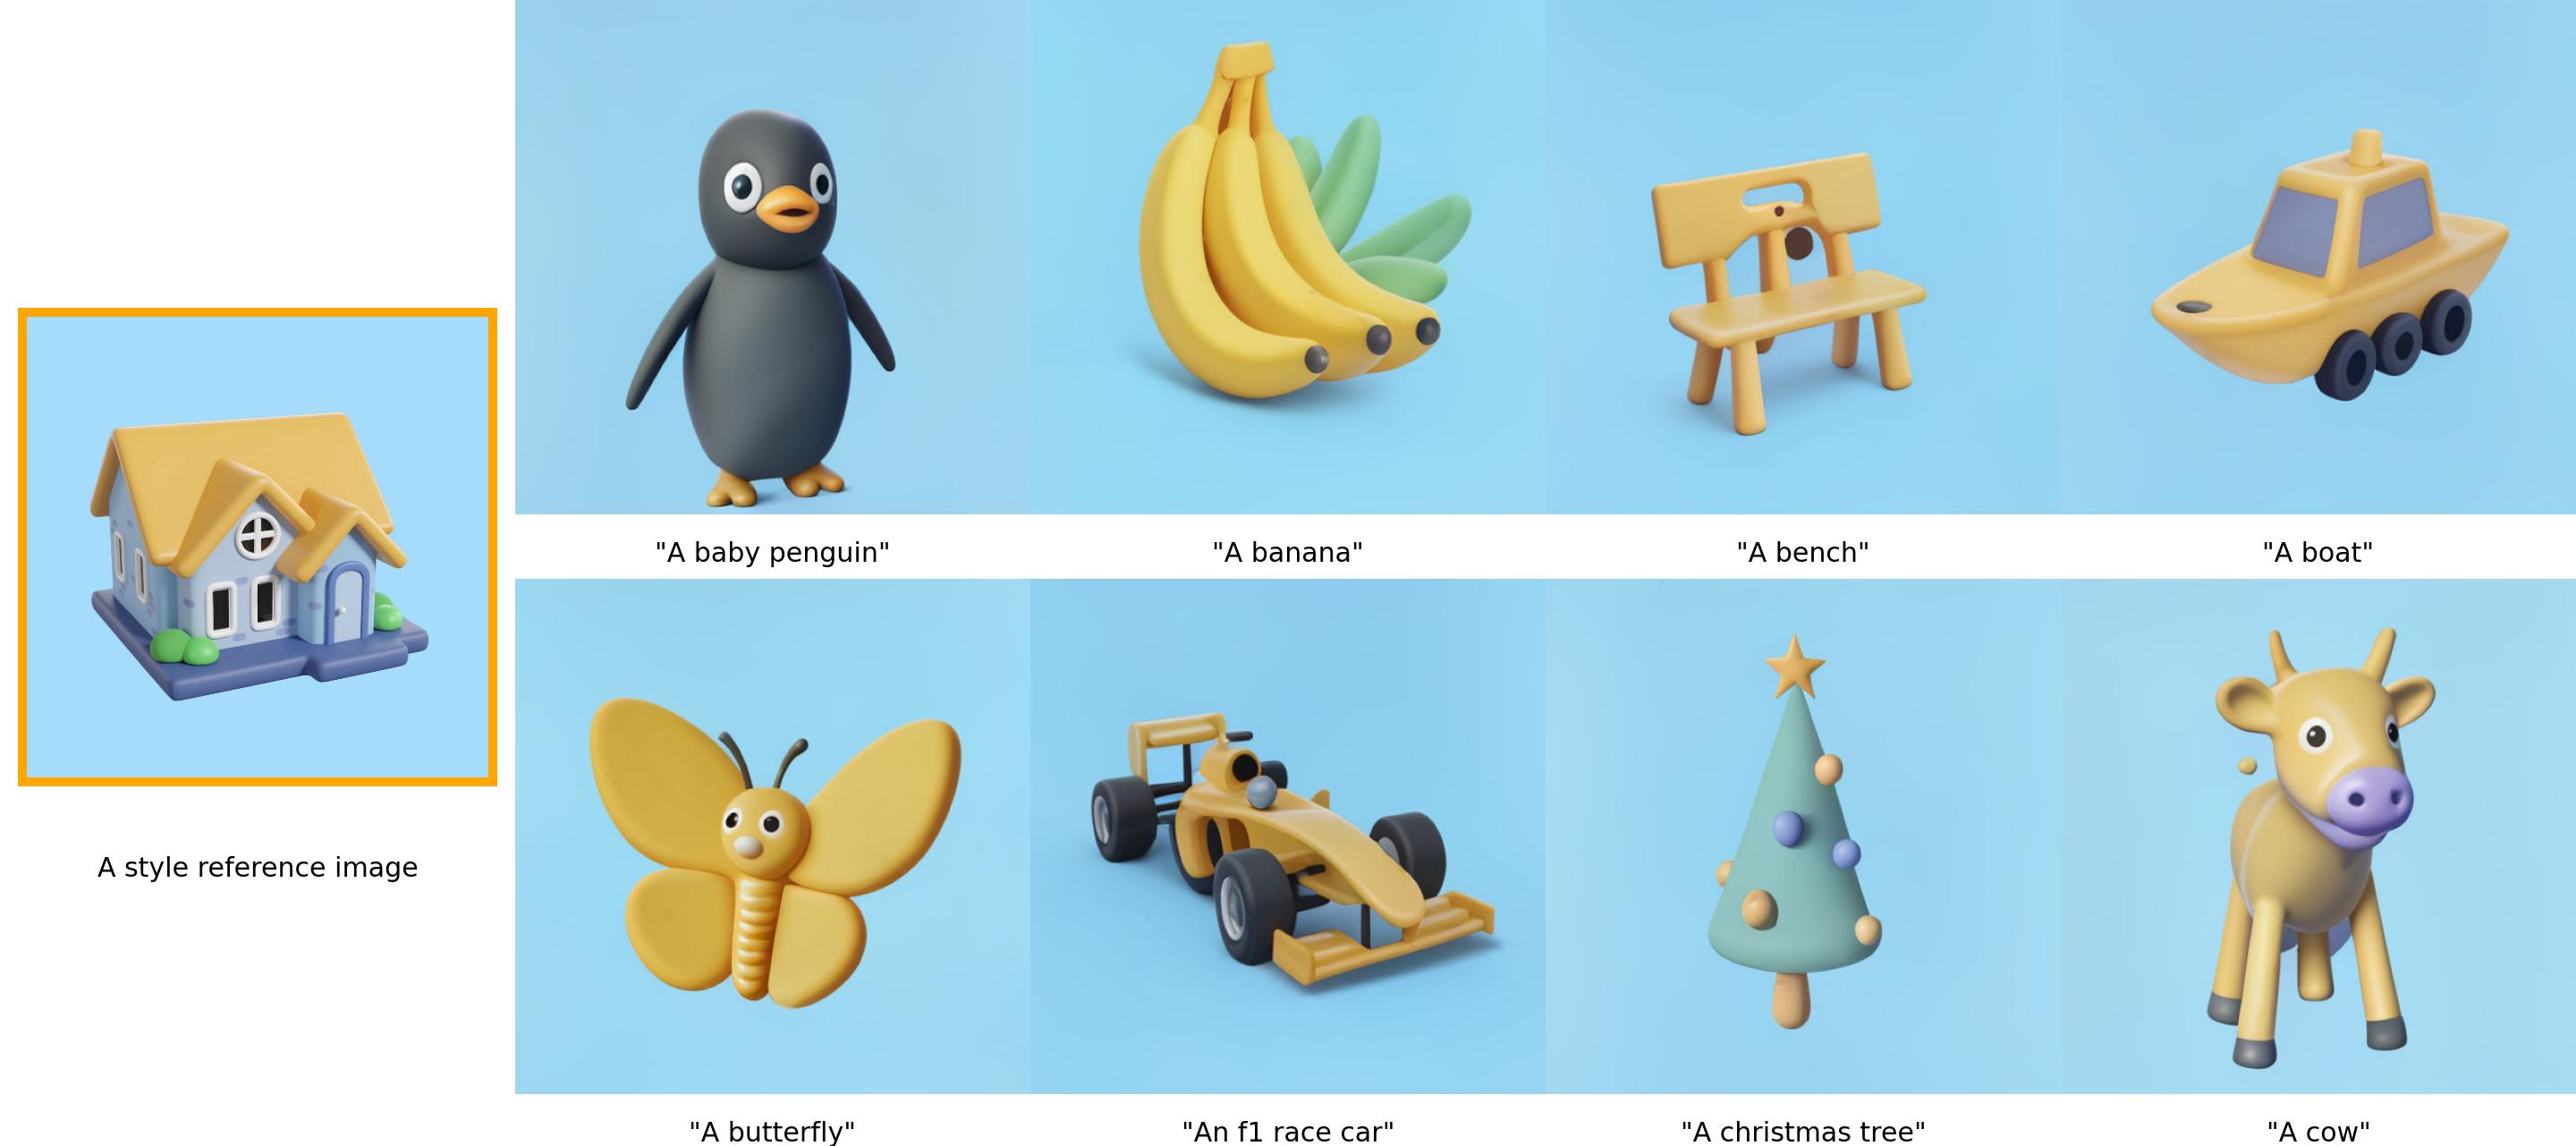 "A baby penguin"
"A banana"
"A bench"
"A boat"
A style reference image
"A butterfly"
"An f1 race car"
"A christmas tree"
"A cow"